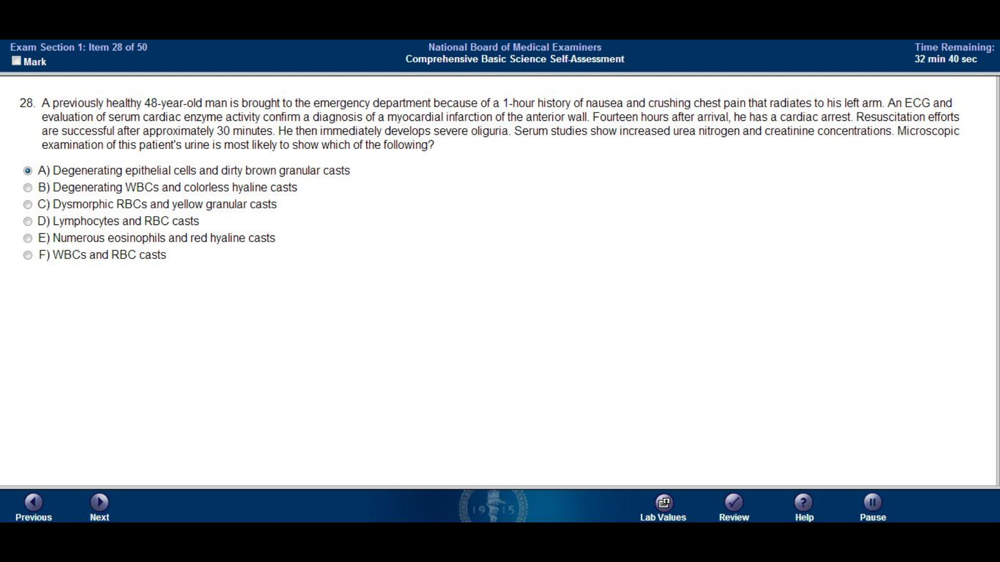 Exam Section 1: Item 28 of 50
National Board of Medical Examiners
Time Remaining:
Mark
Comprehensive Basic Science Self-Assessment
32 min 40 sec
28. A previously healthy 48-year-old man is brought to the emergency department because of a 1-hour history of nausea and crushing chest pain that radiates to his left arm. An ECG and
evaluation of serum cardiac enzyme activity confirm a diagnosis of a myocardial infarction of the anterior wall. Fourteen hours after arrival, he has a cardiac arrest. Resuscitation efforts
are successful after approximately 30 minutes. He then immediately develops severe oliguria. Serum studies show increased urea nitrogen and creatinine concentrations. Microscopic
examination of this patient's urine is most likely to show which of the following?
A) Degenerating epithelial cells and dirty brown granular casts
B) Degenerating WBCs and colorless hyaline casts
C) Dysmorphic RBCs and yellow granular casts
D) Lymphocytes and RBC casts
E) Numerous eosinophils and red hyaline casts
F) WBCs and RBC casts
1915
Previous
Next
Lab Values
Review
Help
Pause